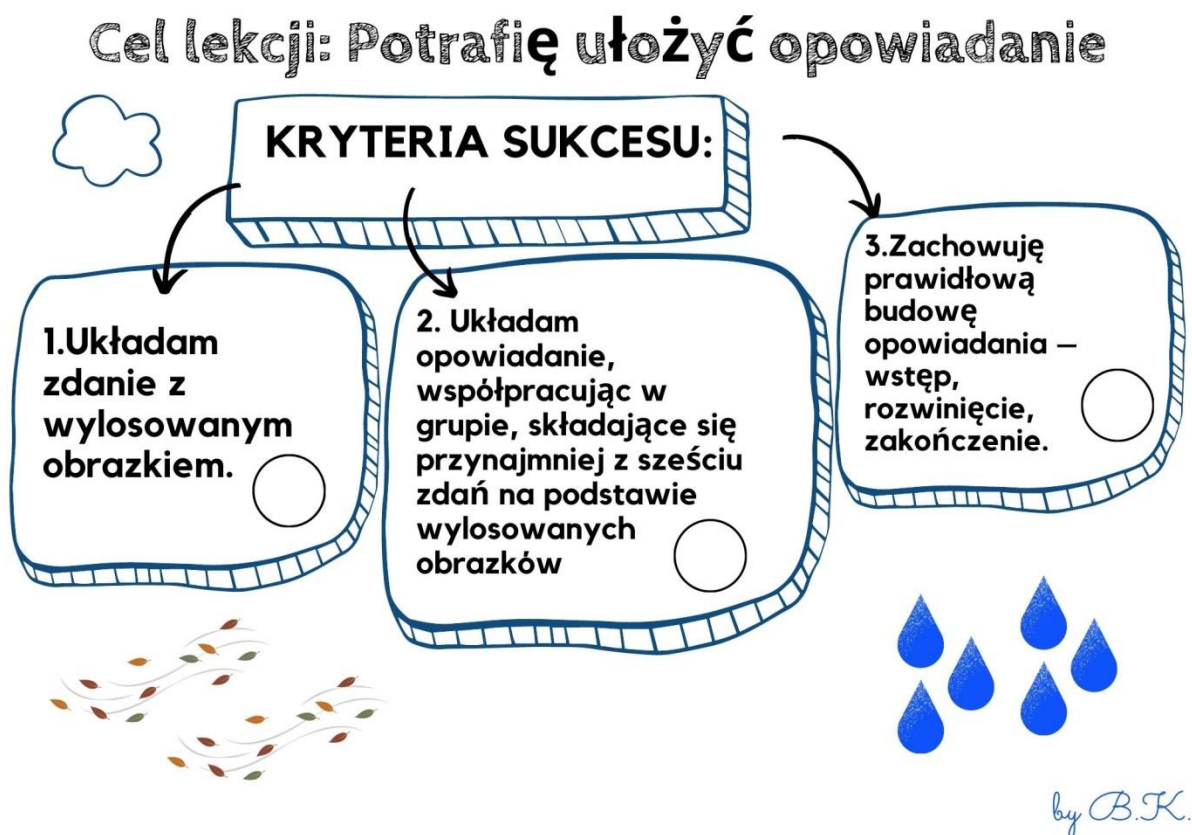 Cel lekcji: Potrafię ułożyć opowiadanie
KRYTERIA SUKCESU:
1.Układam
zdanie z
wylosowanym
obrazkiem.
2. Układam
opowiadanie,
współpracując w
grupie, składające się
przynajmniej z sześciu
zdań na podstawie
wylosowanych
obrazków
3.Zachowuję
prawidłową
budowę
opowiadania –
wstęp,
rozwinięcie,
zakończenie.
by B.K.